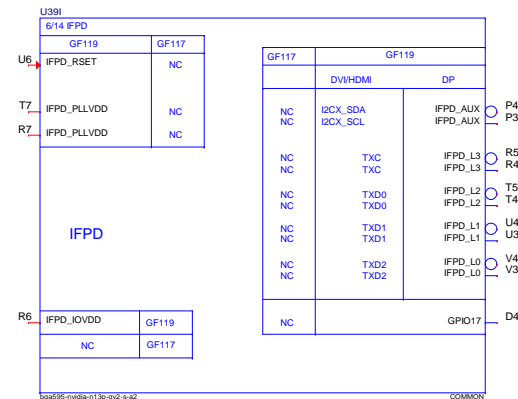 U39I
6/14 IFPD
GF119 GF117
U6 IFPD_RSET NC
T7 IFPD_PLLVDD NC
R7 IFPD_PLLVDD NC
IFPD
R6 IFPD_IOVDD GF119
NC GF117
GF117 GF119
DVI/HDMI DP
NC I2CX_SDA IFPD_AUX P4
NC I2CX_SCL IFPD_AUX P3
NC TXC IFPD_L3 R5
NC TXC IFPD_L3 R4
NC TXD0 IFPD_L2 T5
NC TXD0 IFPD_L2 T4
NC TXD1 IFPD_L1 U4
NC TXD1 IFPD_L1 U3
NC TXD2 IFPD_L0 V4
NC TXD2 IFPD_L0 V3
NC GPIO17 D4
bga595-nvidia-n13p-gv2-s-a2 COMMON